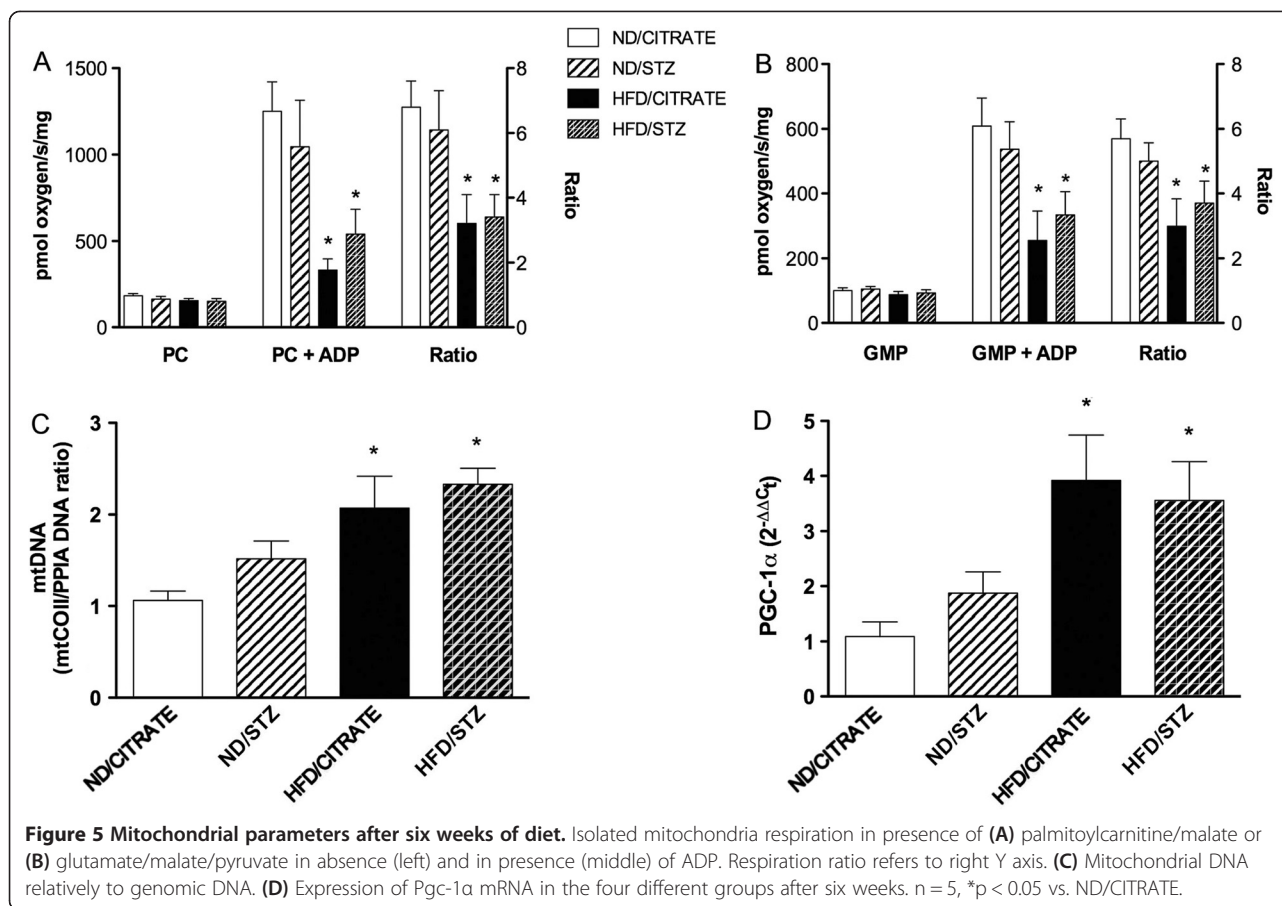 ND/CITRATE
ND/STZ
HFD/CITRATE
HFD/STZ
A
1500
1000
500
0
pmol oxygen/s/mg
8
6
4
2
0
Ratio
*
*
*
*
PC
PC + ADP
Ratio
B
800
600
400
200
0
pmol oxygen/s/mg
8
6
4
2
0
Ratio
*
*
*
*
GMP
GMP + ADP
Ratio
C
3
2
1
0
mtDNA
(mtCOII/PPIA DNA ratio)
*
*
ND/CITRATE
ND/STZ
HFD/CITRATE
HFD/STZ
D
5
4
3
2
1
0
PGC-1α (2-ΔΔCt)
*
*
ND/CITRATE
ND/STZ
HFD/CITRATE
HFD/STZ
Figure 5 Mitochondrial parameters after six weeks of diet. Isolated mitochondria respiration in presence of (A) palmitoylcarnitine/malate or
(B) glutamate/malate/pyruvate in absence (left) and in presence (middle) of ADP. Respiration ratio refers to right Y axis. (C) Mitochondrial DNA
relatively to genomic DNA. (D) Expression of Pgc-1α mRNA in the four different groups after six weeks. n = 5, *p < 0.05 vs. ND/CITRATE.